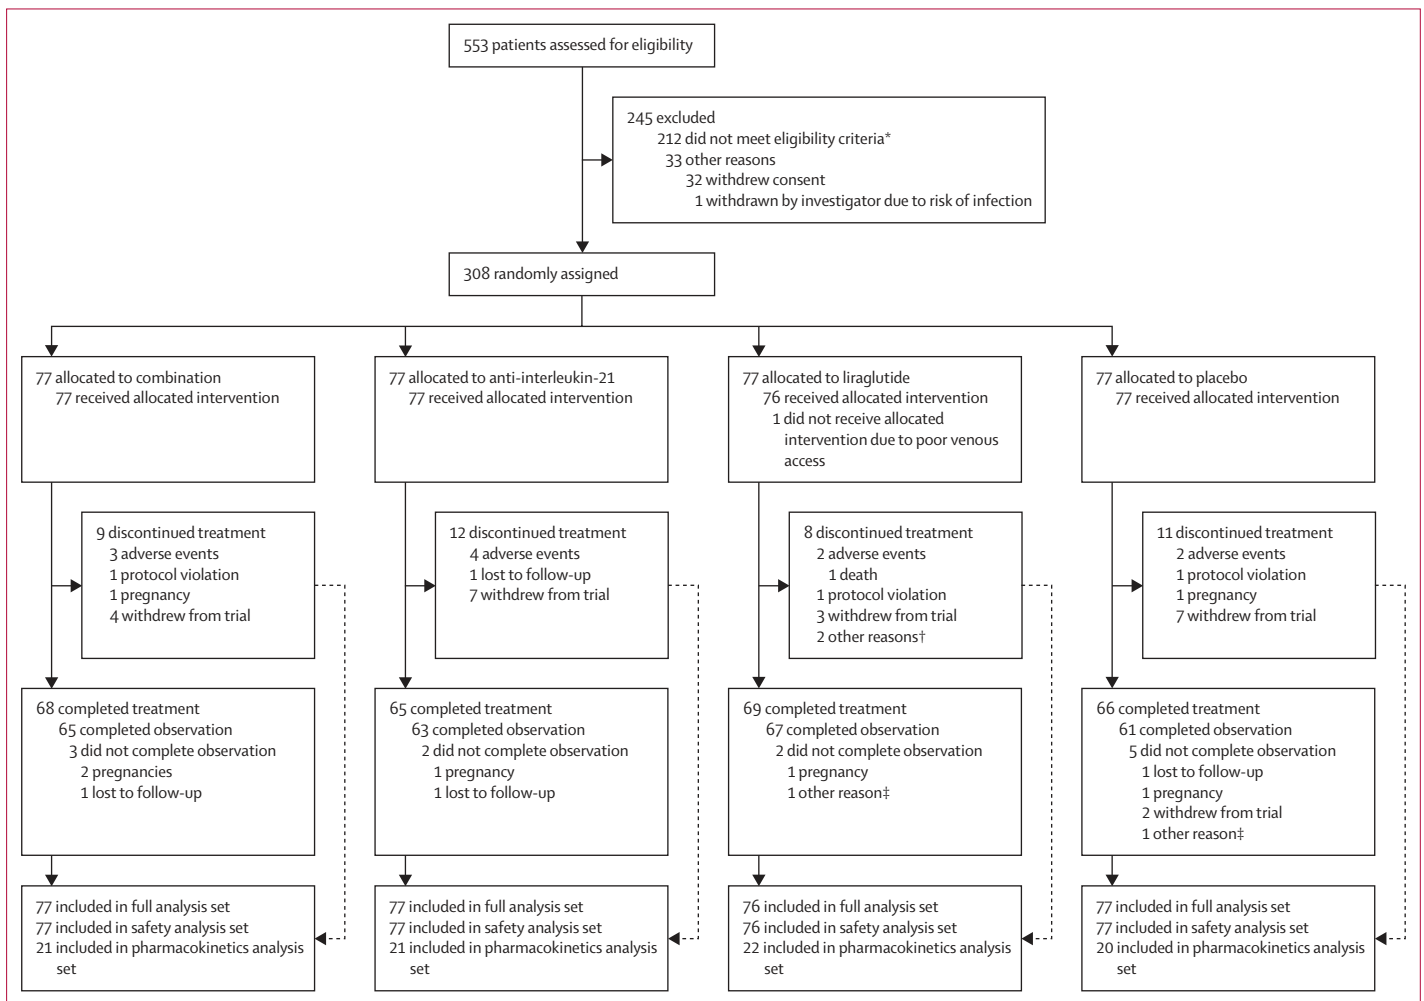 553 patients assessed for eligibility
245 excluded
212 did not meet eligibility criteria*
33 other reasons
32 withdrew consent
1 withdrawn by investigator due to risk of infection
308 randomly assigned
77 allocated to combination
77 received allocated intervention
77 allocated to anti-interleukin-21
77 received allocated intervention
77 allocated to liraglutide
76 received allocated intervention
1 did not receive allocated
intervention due to poor venous
access
77 allocated to placebo
77 received allocated intervention
9 discontinued treatment
3 adverse events
1 protocol violation
1 pregnancy
4 withdrew from trial
12 discontinued treatment
4 adverse events
1 lost to follow-up
7 withdrew from trial
8 discontinued treatment
2 adverse events
1 death
1 protocol violation
3 withdrew from trial
2 other reasons†
11 discontinued treatment
2 adverse events
1 protocol violation
1 pregnancy
7 withdrew from trial
68 completed treatment
65 completed observation
3 did not complete observation
2 pregnancies
1 lost to follow-up
65 completed treatment
63 completed observation
2 did not complete observation
1 pregnancy
1 lost to follow-up
69 completed treatment
67 completed observation
2 did not complete observation
1 pregnancy
1 other reason‡
66 completed treatment
61 completed observation
5 did not complete observation
1 lost to follow-up
1 pregnancy
2 withdrew from trial
1 other reason‡
77 included in full analysis set
77 included in safety analysis set
21 included in pharmacokinetics analysis
set
77 included in full analysis set
77 included in safety analysis set
21 included in pharmacokinetics analysis
set
76 included in full analysis set
76 included in safety analysis set
22 included in pharmacokinetics analysis
set
77 included in full analysis set
77 included in safety analysis set
20 included in pharmacokinetics analysis
set